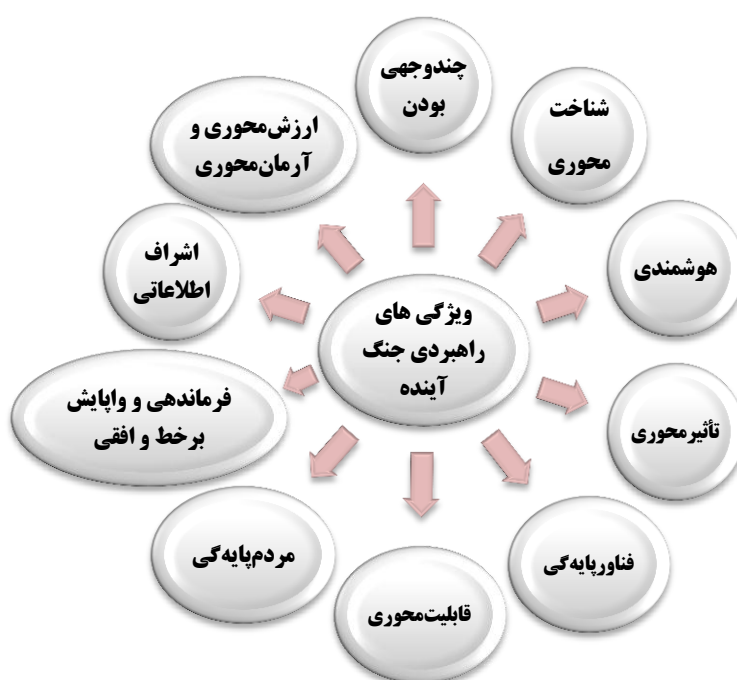 ویژگی های
راهبردی جنگ
آینده
چندوجهی
بودن
شناخت
محوری
هوشمندی
تأثیرمحوری
فناورپایه‌گی
قابلیت‌محوری
مردم‌پایه‌گی
فرماندهی و واپایش
برخط و افقی
اشراف
اطلاعاتی
ارزش‌محوری و
آرمان‌محوری